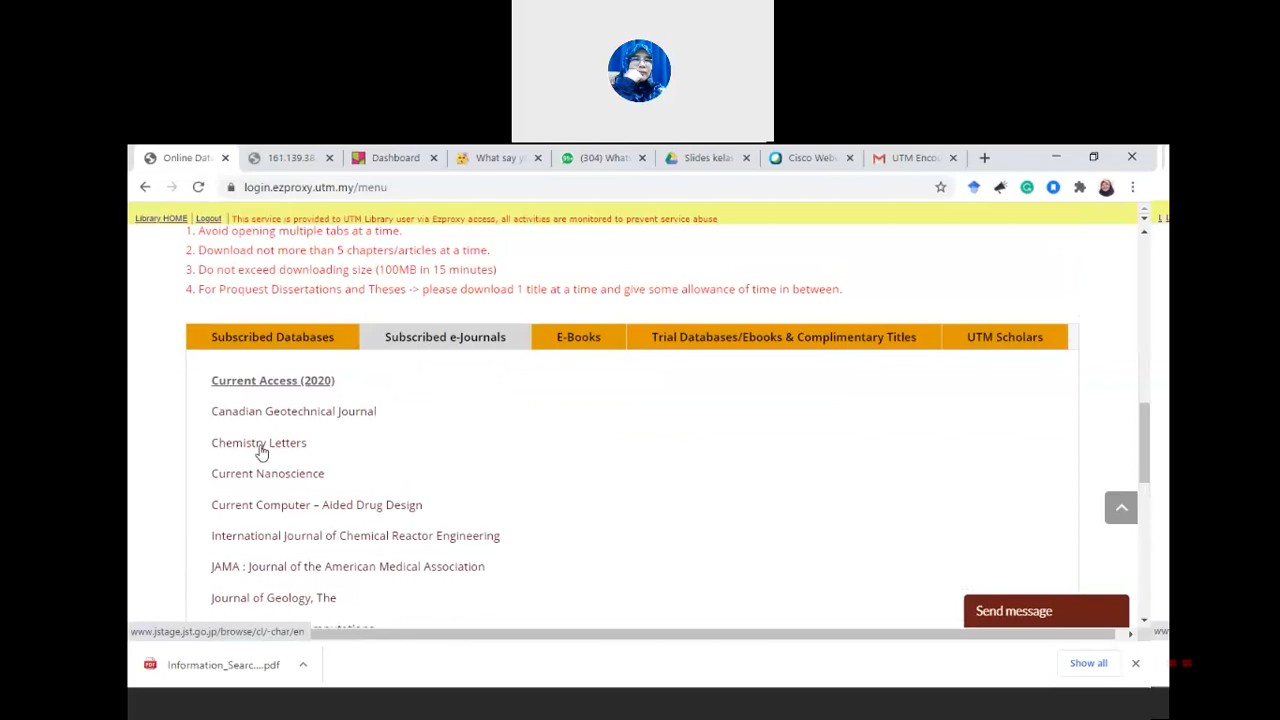 Online Data
161.139.38.
Dashboard
What say y
(304) Whats
Slides kelas
Cisco Web
UTM Enco
login.ezproxy.utm.my/menu
Library HOME Logout This service is provided to UTM Library user via Ezproxy access, all activities are monitored to prevent service abuse
1. Avoid opening multiple tabs at a time.
2. Download not more than 5 chapters/articles at a time.
3. Do not exceed downloading size (100MB in 15 minutes)
4. For Proquest Dissertations and Theses -> please download 1 title at a time and give some allowance of time in between.
Subscribed Databases
Subscribed e-Journals
E-Books
Trial Databases/Ebooks & Complimentary Titles
UTM Scholars
Current Access (2020)
Canadian Geotechnical Journal
Chemistry Letters
Current Nanoscience
Current Computer – Aided Drug Design
International Journal of Chemical Reactor Engineering
JAMA : Journal of the American Medical Association
Journal of Geology, The
Send message
www.jstage.jst.go.jp/browse/cl/-char/en
Information_Searc....pdf
Show all